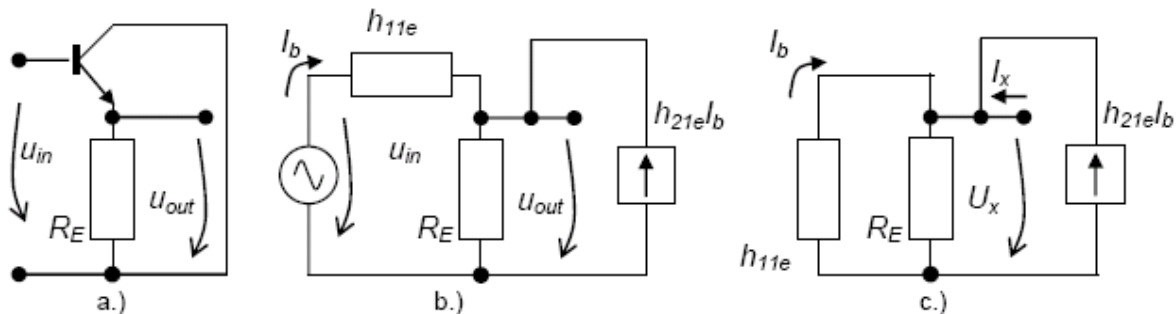 u_in
u_out
R_E
a.)
I_b
h_11e
u_in
R_E
u_out
h_21eI_b
b.)
I_b
h_11e
R_E
I_x
U_x
h_21eI_b
c.)